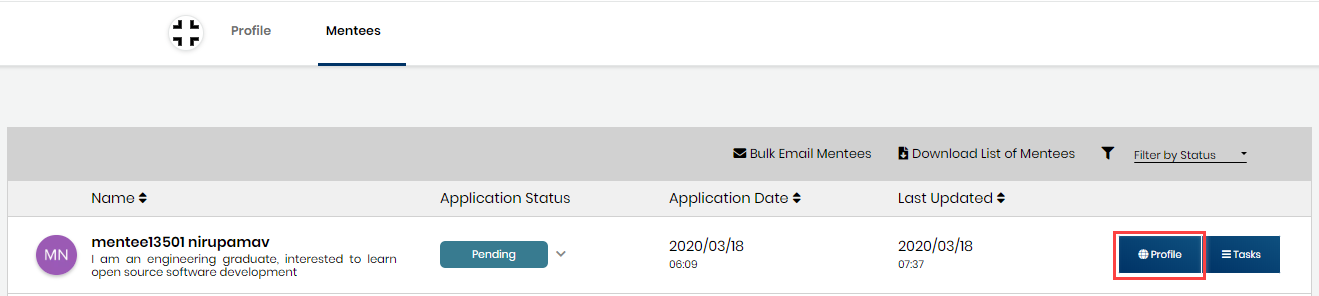 Profile Mentees
Bulk Email Mentees Download List of Mentees Filter by Status
Name Application Status Application Date Last Updated
MN mentee13501 nirupamav Pending 2020/03/18 2020/03/18 Profile Tasks
I am an engineering graduate, interested to learn 06:09 07:37
open source software development